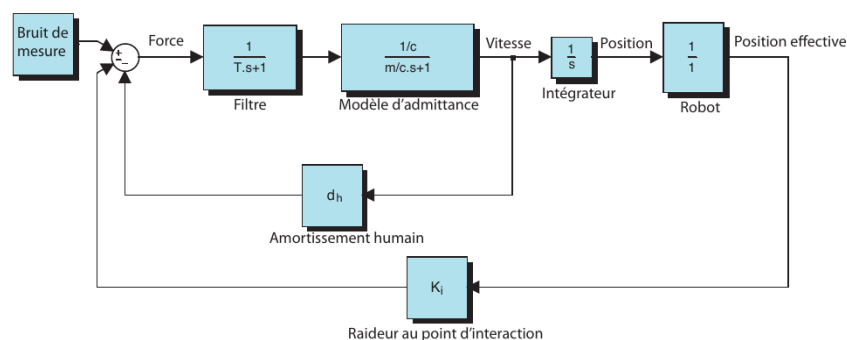 Bruit de
mesure
+
-
-
Force
1
T.s+1
Filtre
1/c
m/c.s+1
Modèle d'admittance
Vitesse
1
s
Intégrateur
Position
1
1
Robot
Position effective
dh
Amortissement humain
Ki
Raideur au point d'interaction